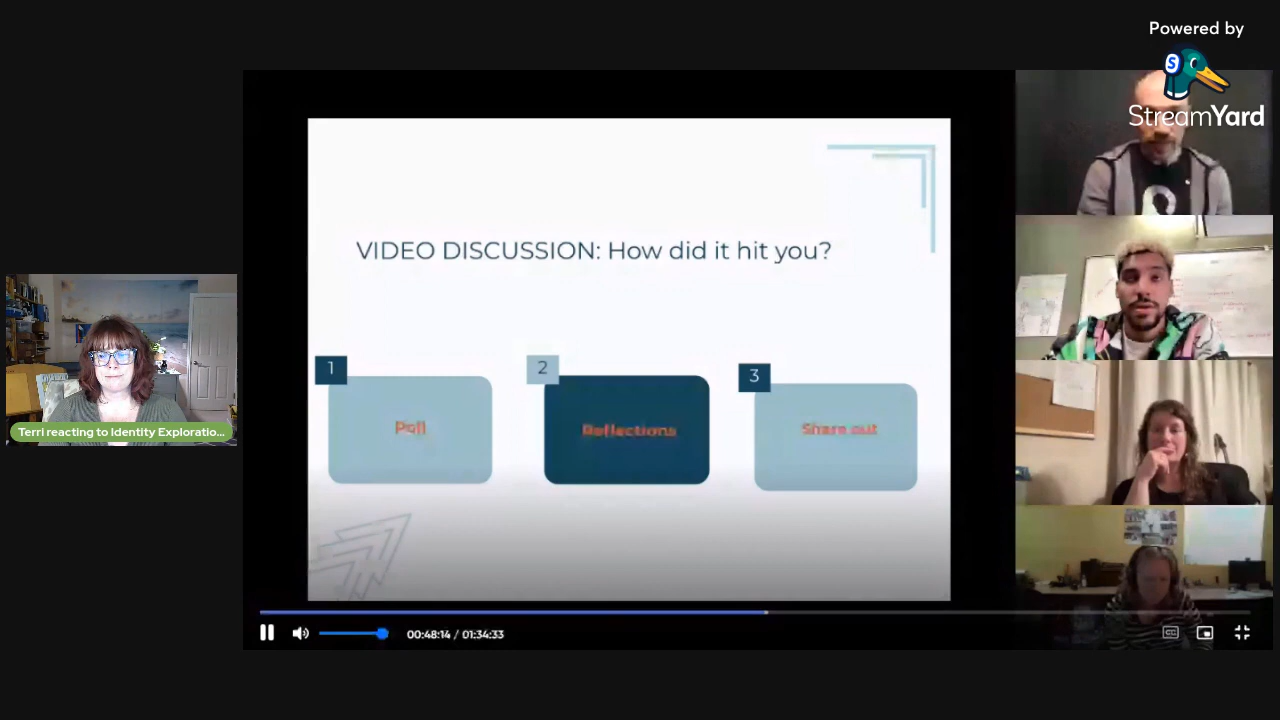 Powered by
S
StreamYard
VIDEO DISCUSSION: How did it hit you?
1
2
3
Poll
Reflections
Share out
Terri reacting to Identity Exploratio...
00:48:14 / 01:34:33
CC